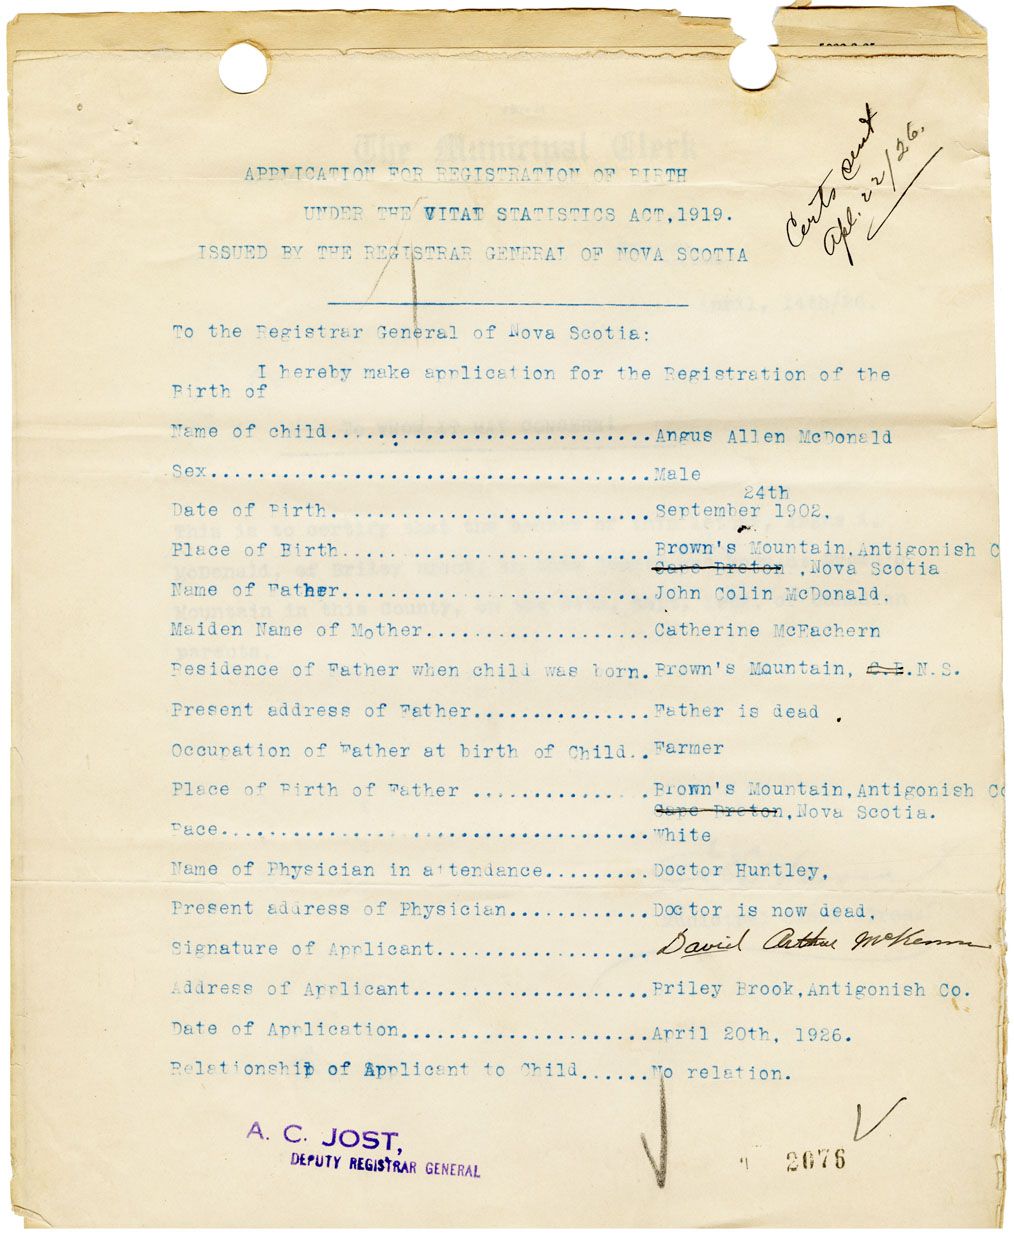 Certs sent
Apl. 22/26.
The Municipal Clerk
APPLICATION FOR REGISTRATION OF BIRTH
UNDER THE VITAL STATISTICS ACT, 1919.
ISSUED BY THE REGISTRAR GENERAL OF NOVA SCOTIA
April, 14th/26.
To the Registrar General of Nova Scotia:
I hereby make application for the Registration of the
Birth of
Name of child................................Angus Allen McDonald
Sex.......................................Male
24th
Date of Birth..............................September 1902.
Place of Birth.............................Brown's Mountain, Antigonish C
Cape Breton ,Nova Scotia
Name of Father.............................John Colin McDonald.
Maiden Name of Mother....................Catherine McEachern
Residence of Father when child was born.Brown's Mountain, C.B.N.S.
Present address of Father...............Father is dead .
Occupation of Father at birth of Child..Farmer
Place of Birth of Father ...............Brown's Mountain, Antigonish Co
Cape Breton, Nova Scotia.
Race.....................................White
Name of Physician in attendance.........Doctor Huntley,
Present address of Physician............Doctor is now dead,
Signature of Applicant..................David Arthur McKenna
Address of Applicant....................Briley Brook, Antigonish Co.
Date of Application.....................April 20th, 1926.
Relationship of Applicant to Child......No relation.
A. C. JOST,
DEPUTY REGISTRAR GENERAL
2076